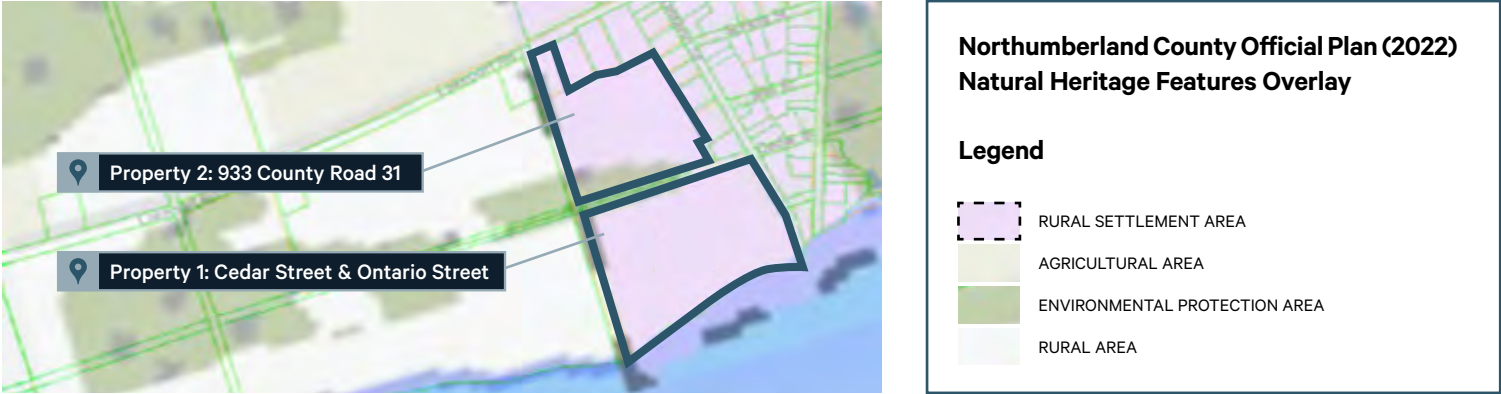 Property 2: 933 County Road 31
Property 1: Cedar Street & Ontario Street
Northumberland County Official Plan (2022)
Natural Heritage Features Overlay
Legend
RURAL SETTLEMENT AREA
AGRICULTURAL AREA
ENVIRONMENTAL PROTECTION AREA
RURAL AREA